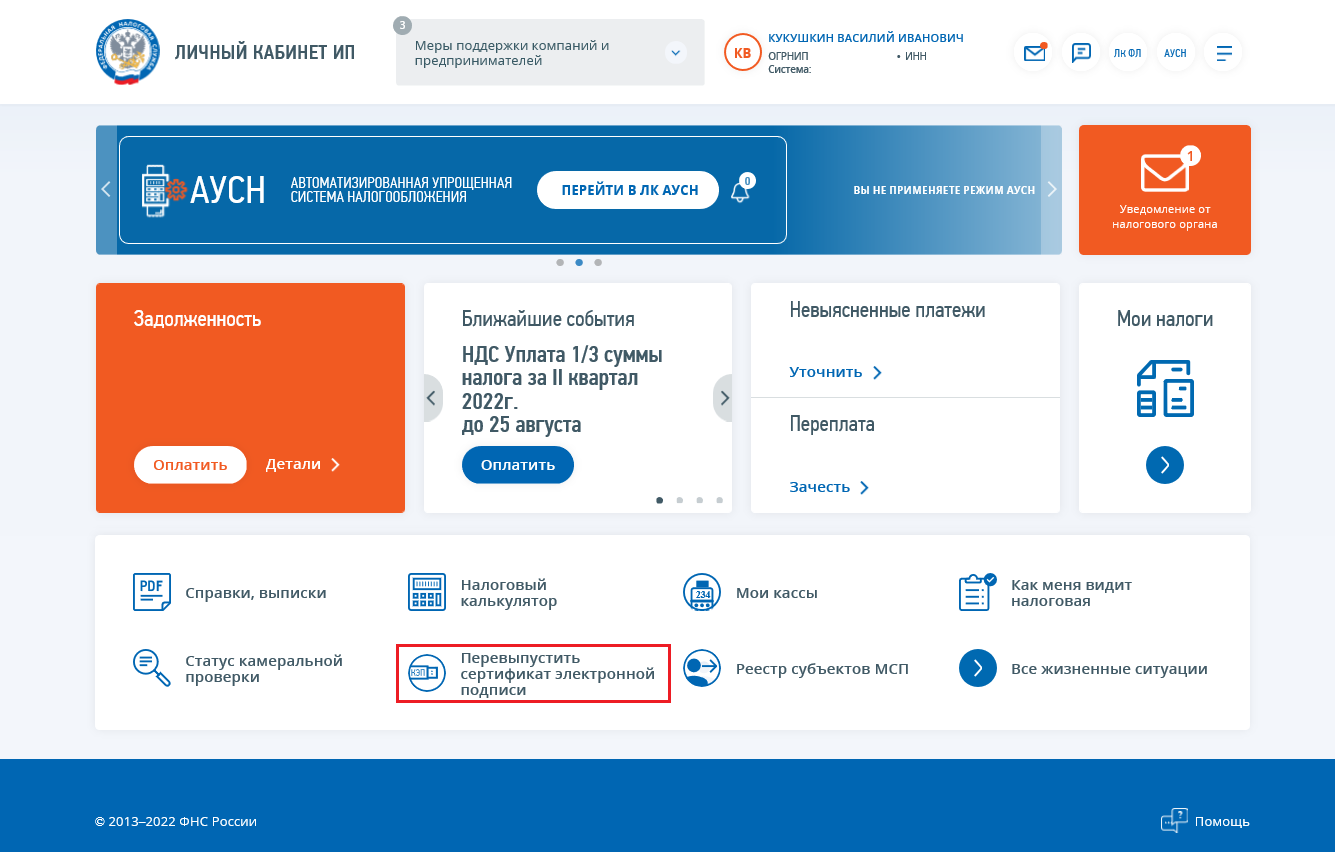 ФЕДЕРАЛЬНАЯ НАЛОГОВАЯ СЛУЖБА
ЛИЧНЫЙ КАБИНЕТ ИП
3
Меры поддержки компаний и
предпринимателей
КВ
КУКУШКИН ВАСИЛИЙ ИВАНОВИЧ
ОГРНИП • ИНН
Система:
ЛК ФЛ
АУСН
АУСН
АВТОМАТИЗИРОВАННАЯ УПРОЩЕННАЯ
СИСТЕМА НАЛОГООБЛОЖЕНИЯ
ПЕРЕЙТИ В ЛК АУСН
0
ВЫ НЕ ПРИМЕНЯЕТЕ РЕЖИМ АУСН
1
Уведомление от
налогового органа
Задолженность
Оплатить
Детали
Ближайшие события
НДС Уплата 1/3 суммы
налога за II квартал
2022г.
до 25 августа
Оплатить
Невыясненные платежи
Уточнить
Переплата
Зачесть
Мои налоги
PDF
Справки, выписки
Налоговый
калькулятор
234
Мои кассы
Как меня видит
налоговая
Статус камеральной
проверки
КЭП
Перевыпустить
сертификат электронной
подписи
Реестр субъектов МСП
Все жизненные ситуации
© 2013–2022 ФНС России
?
Помощь